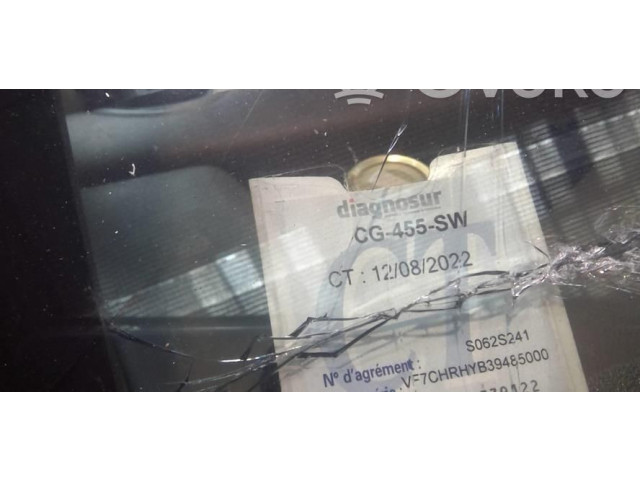 diagnosur
CG-455-SW
CT : 12/08/2022
S062S241
N° d'agrément :
VF7CHRHYB39485000